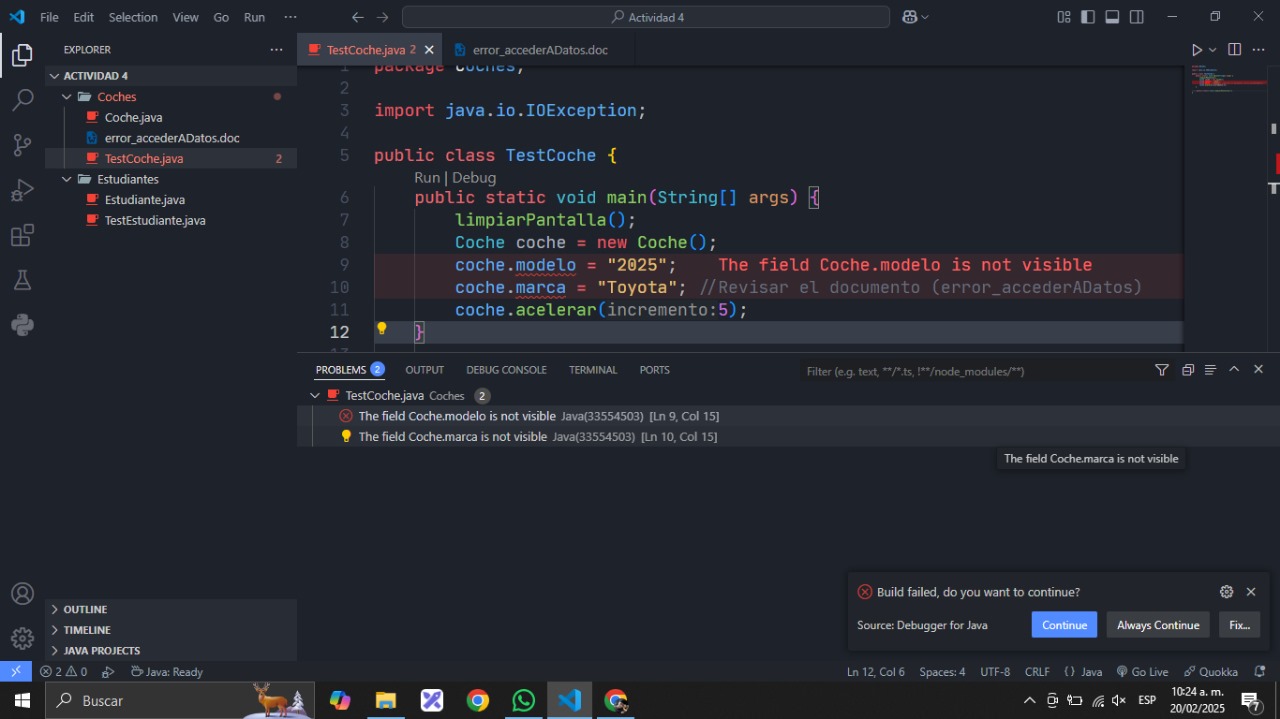 File Edit Selection View Go Run ··· Actividad 4
EXPLORER ···
ACTIVIDAD 4
Coches
Coche.java
error_accederADatos.doc
TestCoche.java 2
Estudiantes
Estudiante.java
TestEstudiante.java
OUTLINE
TIMELINE
JAVA PROJECTS
TestCoche.java 2 error_accederADatos.doc
1 package Coches;
2
3 import java.io.IOException;
4
5 public class TestCoche {
Run | Debug
6 public static void main(String[] args) {
7 limpiarPantalla();
8 Coche coche = new Coche();
9 coche.modelo = "2025"; The field Coche.modelo is not visible
10 coche.marca = "Toyota"; //Revisar el documento (error_accederADatos)
11 coche.acelerar(incremento:5);
12 }
13
PROBLEMS 2 OUTPUT DEBUG CONSOLE TERMINAL PORTS Filter (e.g. text, **/*.ts, !**/node_modules/**)
TestCoche.java Coches 2
The field Coche.modelo is not visible Java(33554503) [Ln 9, Col 15]
The field Coche.marca is not visible Java(33554503) [Ln 10, Col 15]
The field Coche.marca is not visible
Build failed, do you want to continue?
Source: Debugger for Java Continue Always Continue Fix...
2 0 Java: Ready Ln 12, Col 6 Spaces: 4 UTF-8 CRLF {} Java Go Live Quokka
Buscar ESP 10:24 a. m.
20/02/2025 7